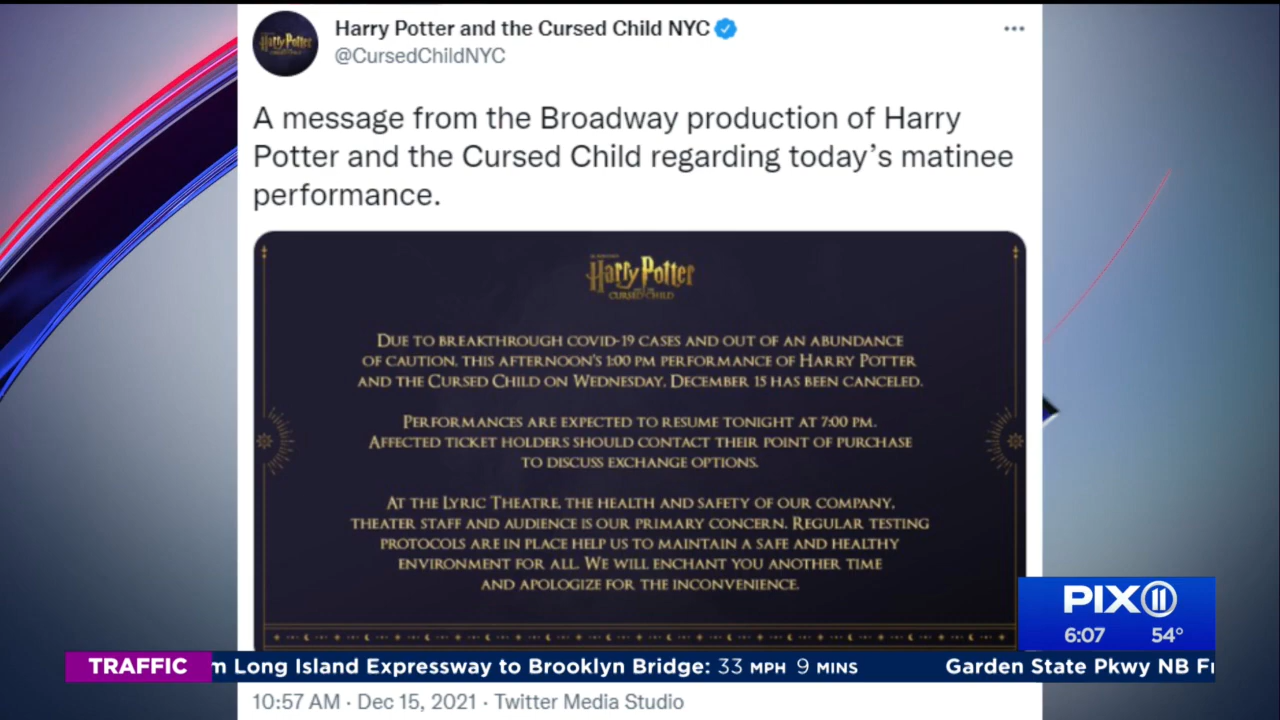 Harry Potter and the Cursed Child NYC
@CursedChildNYC
A message from the Broadway production of Harry
Potter and the Cursed Child regarding today's matinee
performance.
Harry Potter
CURSED CHILD
DUE TO BREAKTHROUGH COVID-19 CASES AND OUT OF AN ABUNDANCE
OF CAUTION, THIS AFTERNOON'S 1:00 PM PERFORMANCE OF HARRY POTTER
AND THE CURSED CHILD ON WEDNESDAY, DECEMBER 15 HAS BEEN CANCELED.
PERFORMANCES ARE EXPECTED TO RESUME TONIGHT AT 7:00 PM.
AFFECTED TICKET HOLDERS SHOULD CONTACT THEIR POINT OF PURCHASE
TO DISCUSS EXCHANGE OPTIONS.
AT THE LYRIC THEATRE, THE HEALTH AND SAFETY OF OUR COMPANY,
THEATER STAFF AND AUDIENCE IS OUR PRIMARY CONCERN. REGULAR TESTING
PROTOCOLS ARE IN PLACE HELP US TO MAINTAIN A SAFE AND HEALTHY
ENVIRONMENT FOR ALL. WE WILL ENCHANT YOU ANOTHER TIME
AND APOLOGIZE FOR THE INCONVENIENCE.
PIX11
6:07 54°
TRAFFIC m Long Island Expressway to Brooklyn Bridge: 33 MPH 9 MINS Garden State Pkwy NB Fr
10:57 AM · Dec 15, 2021 · Twitter Media Studio